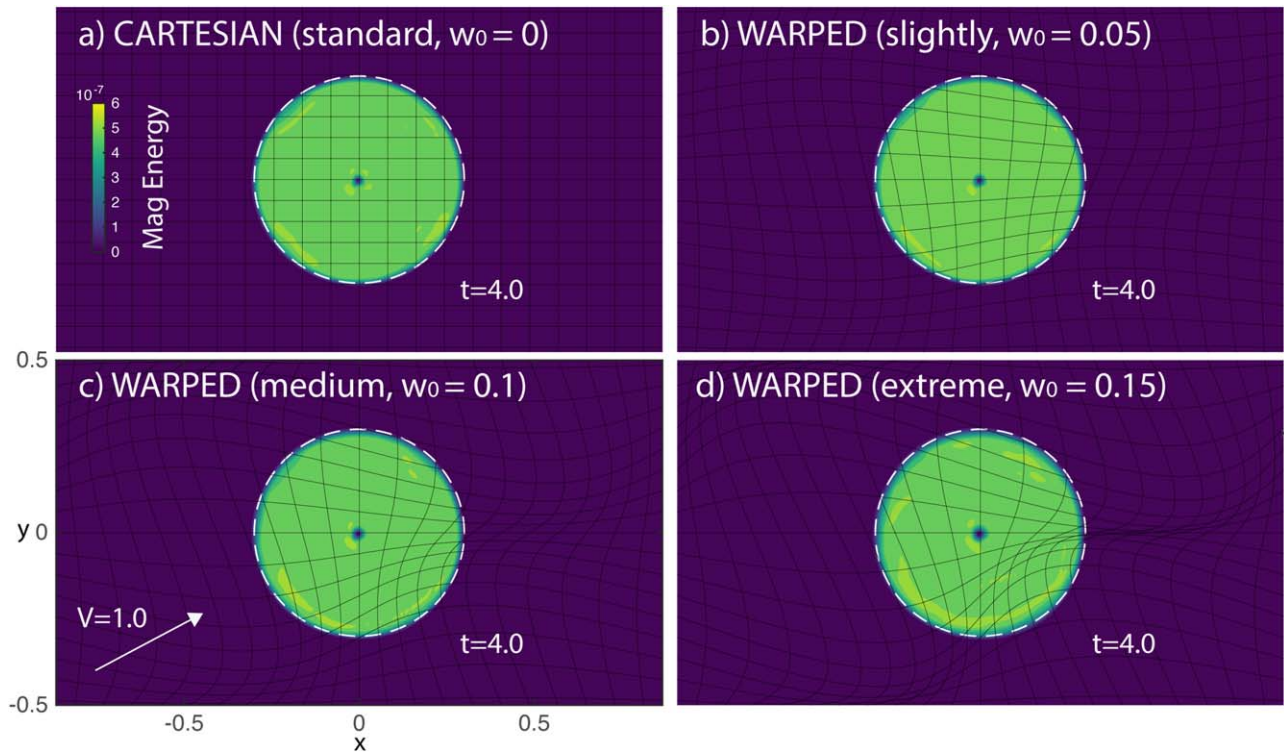 a) CARTESIAN (standard, w₀ = 0)
10⁻⁷
6
5
4
3
2
1
0
Mag Energy
t=4.0
b) WARPED (slightly, w₀ = 0.05)
t=4.0
0.5
c) WARPED (medium, w₀ = 0.1)
y 0
V=1.0
t=4.0
-0.5
-0.5 0 0.5
x
d) WARPED (extreme, w₀ = 0.15)
t=4.0